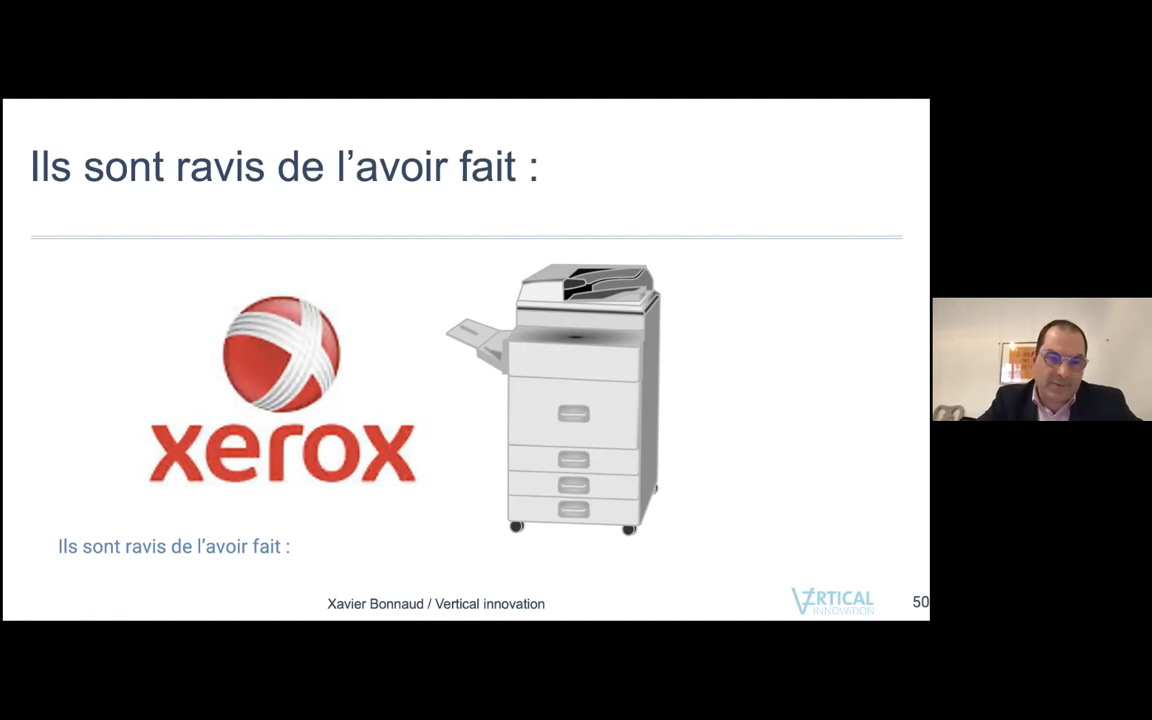 Ils sont ravis de l’avoir fait :
xerox
Ils sont ravis de l’avoir fait :
Xavier Bonnaud / Vertical innovation
VERTICAL
INNOVATION
50